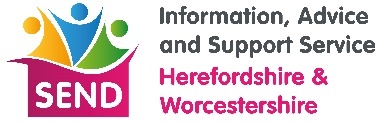 SEND
Information, Advice
and Support Service
Herefordshire &
Worcestershire